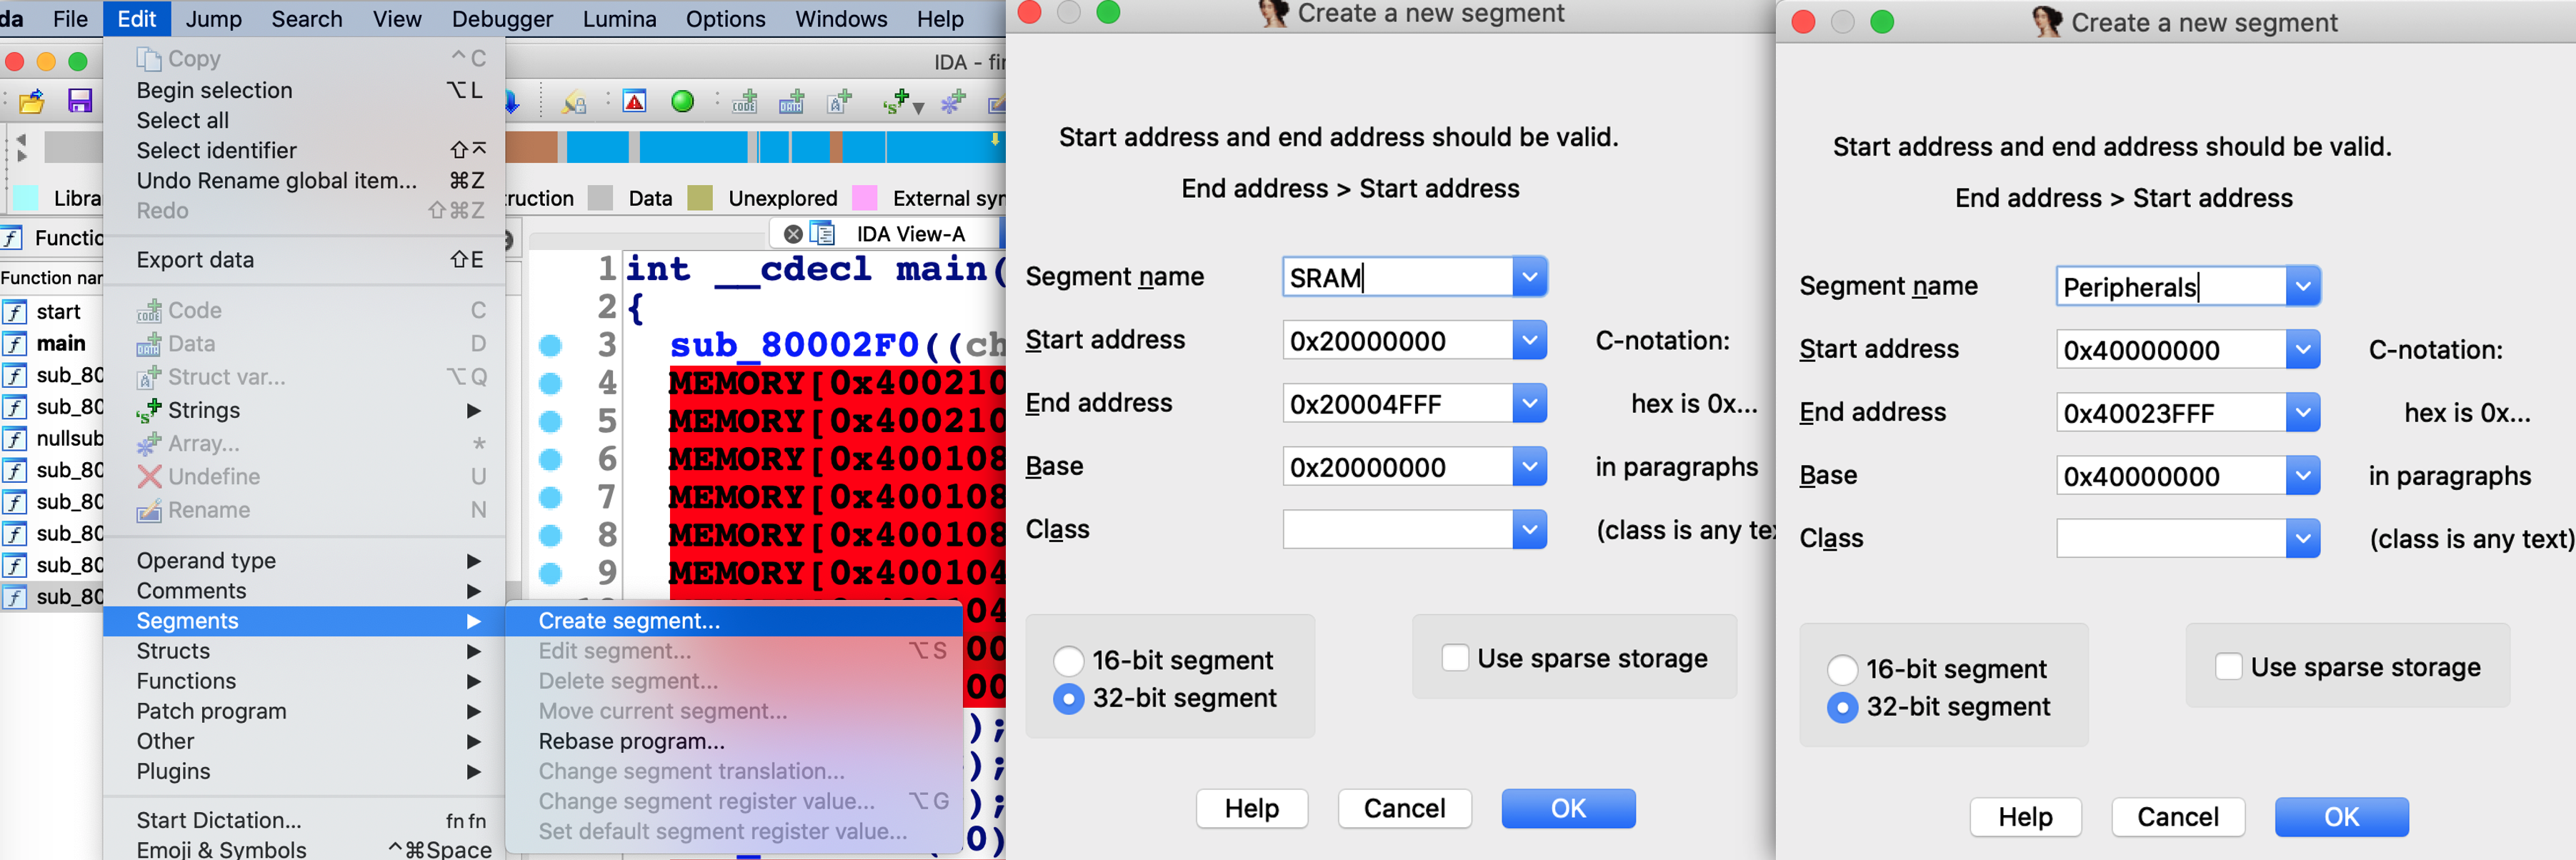 da File Edit Jump Search View Debugger Lumina Options Windows Help
Copy ^ C
Begin selection ⌥ L
Select all
Select identifier ⇧⌅
Undo Rename global item... ⌘Z
Redo ⇧⌘Z
Export data ⇧E
Code C
Data D
Struct var... ⌥Q
Strings
Array... *
Undefine U
Rename N
Operand type
Comments
Segments
Structs
Functions
Patch program
Other
Plugins
Start Dictation... fn fn
Emoji & Symbols ^⌘Space
Create segment...
Edit segment... ⌥ S
Delete segment...
Move current segment...
Rebase program...
Change segment translation...
Change segment register value... ⌥ G
Set default segment register value...
IDA - fir
Libra
ruction Data Unexplored External syn
Functio
Function nar
start
main
sub_80
sub_80
nullsub
sub_80
sub_80
sub_80
sub_80
sub_80
IDA View-A
1 int __cdecl main(
2 {
3 sub_80002F0((ch
4 MEMORY[0x400210
5 MEMORY[0x400210
6 MEMORY[0x400108
7 MEMORY[0x400108
8 MEMORY[0x400108
9 MEMORY[0x400104
04
00
00
);
);
);
0)
Create a new segment
Start address and end address should be valid.
End address > Start address
Segment name SRAM
Start address 0x20000000 C-notation:
End address 0x20004FFF hex is 0x...
Base 0x20000000 in paragraphs
Class (class is any tex
16-bit segment
32-bit segment
Use sparse storage
Help Cancel OK
Create a new segment
Start address and end address should be valid.
End address > Start address
Segment name Peripherals
Start address 0x40000000 C-notation:
End address 0x40023FFF hex is 0x...
Base 0x40000000 in paragraphs
Class (class is any text)
16-bit segment
32-bit segment
Use sparse storage
Help Cancel OK